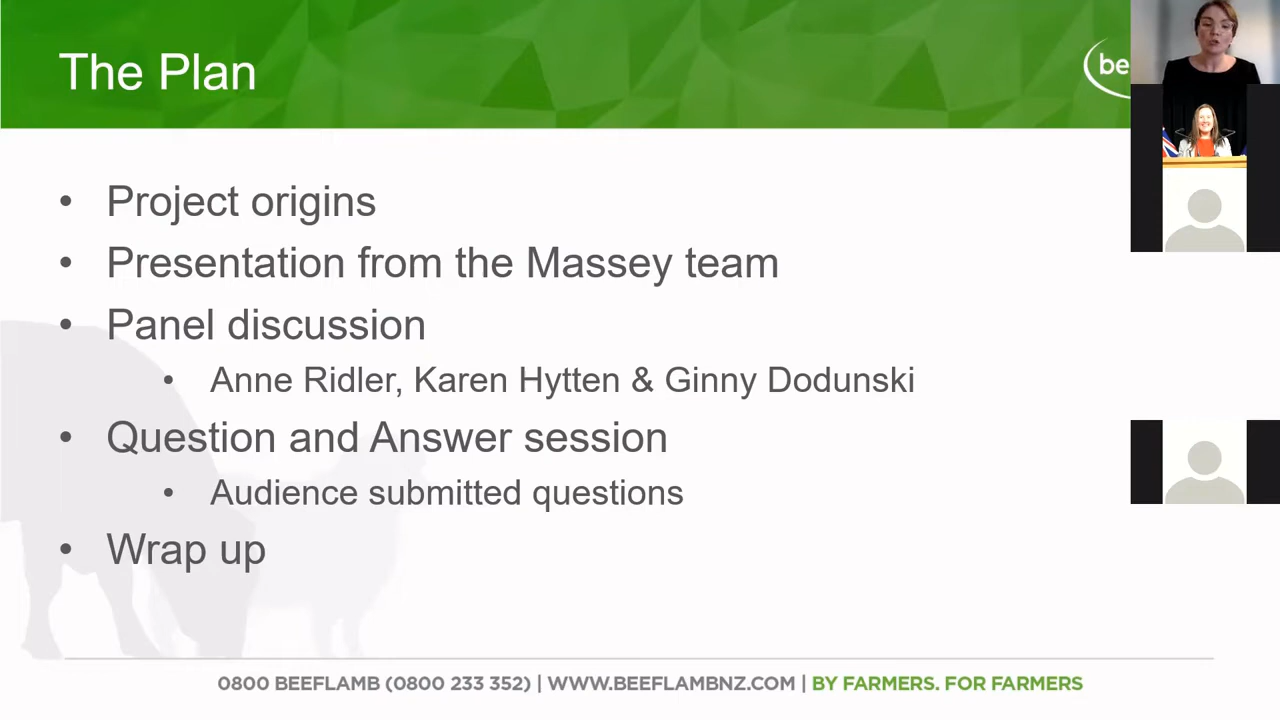 The Plan
be
• Project origins
• Presentation from the Massey team
• Panel discussion
• Anne Ridler, Karen Hytten & Ginny Dodunski
• Question and Answer session
• Audience submitted questions
• Wrap up
0800 BEEFLAMB (0800 233 352) | WWW.BEEFLAMBNZ.COM | BY FARMERS. FOR FARMERS